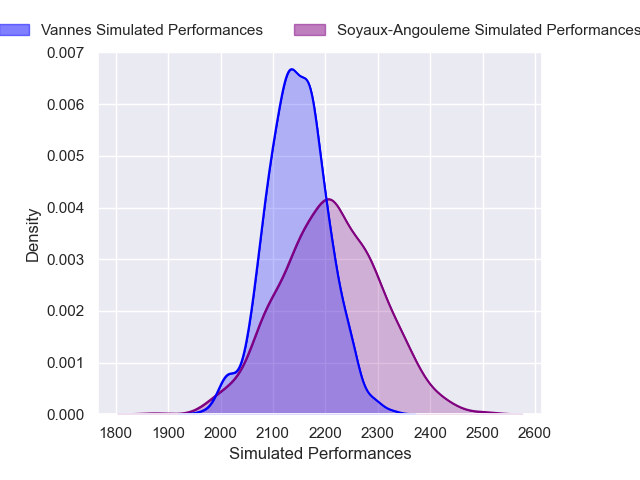 Vannes Simulated Performances
Soyaux-Angouleme Simulated Performances
0.007
0.006
0.005
0.004
0.003
0.002
0.001
0.000
Density
1800 1900 2000 2100 2200 2300 2400 2500 2600
Simulated Performances